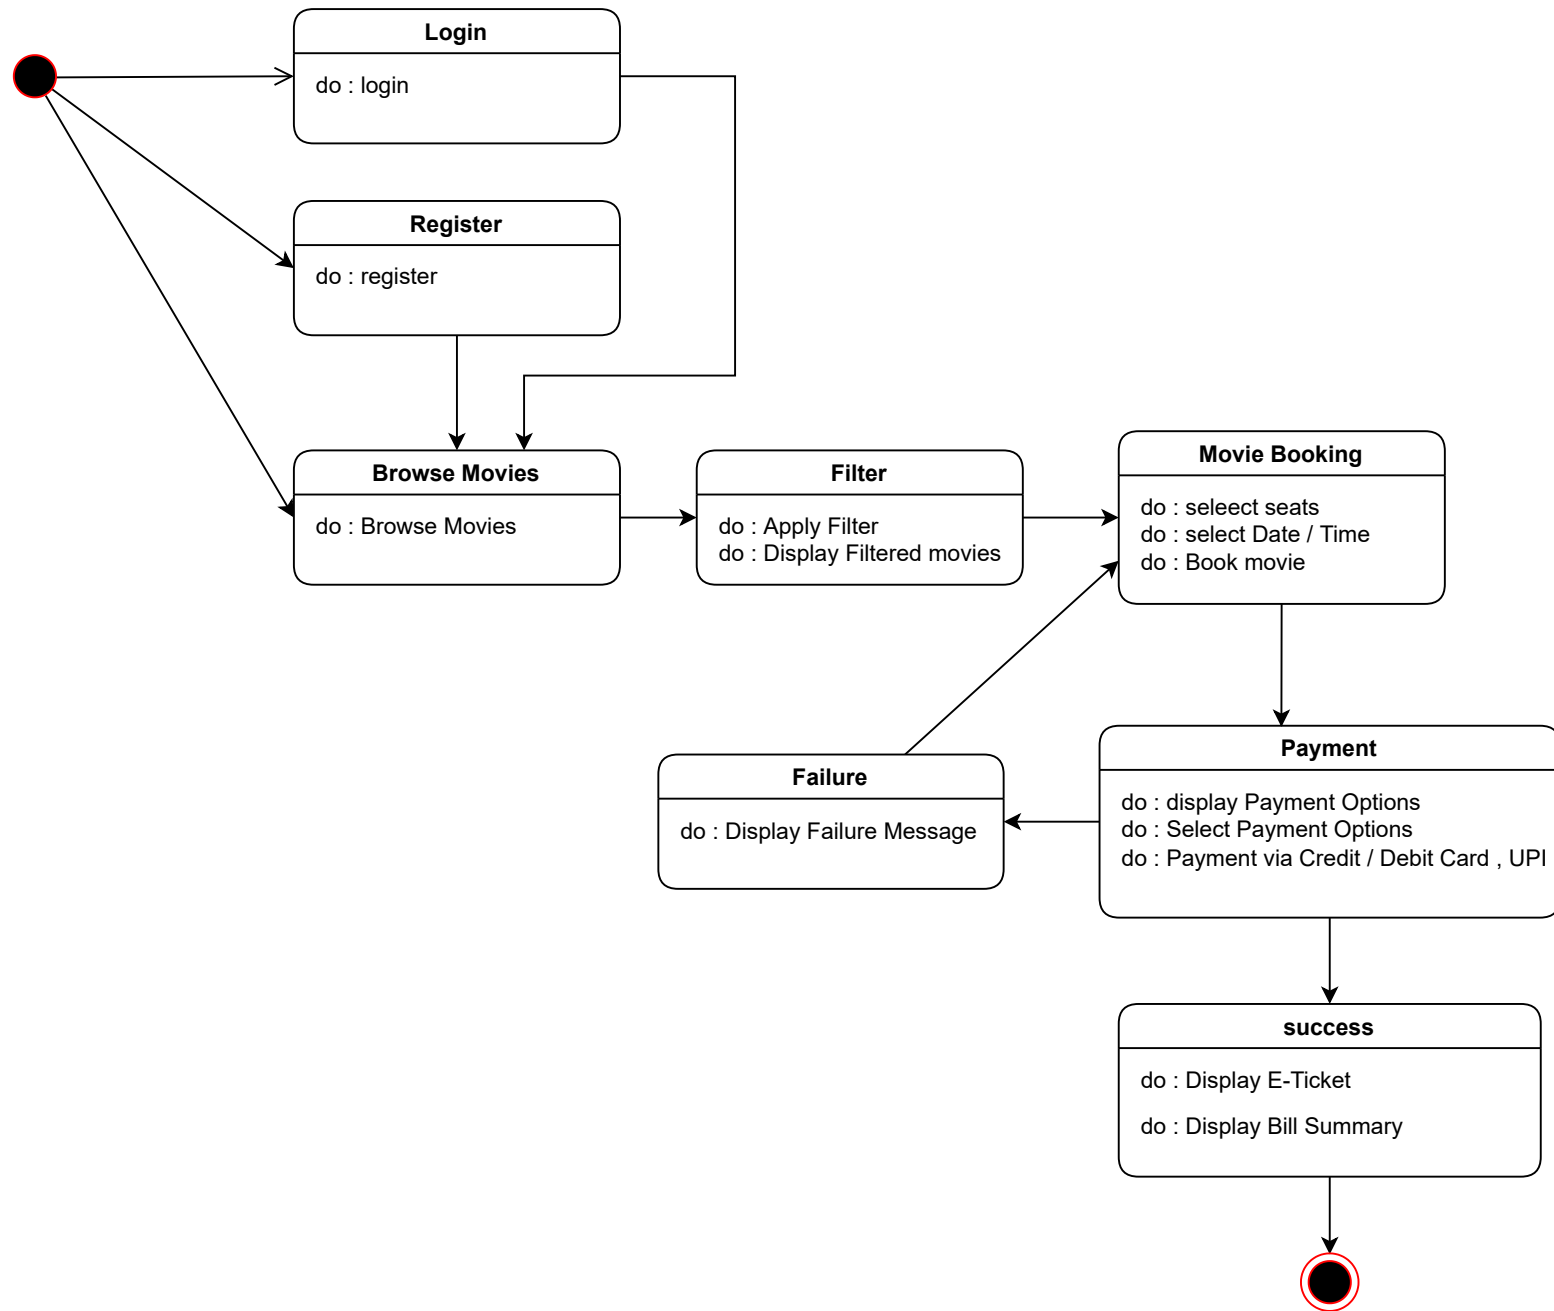 Login
do : login
Register
do : register
Browse Movies
do : Browse Movies
Filter
do : Apply Filter
do : Display Filtered movies
Movie Booking
do : seleect seats
do : select Date / Time
do : Book movie
Failure
do : Display Failure Message
Payment
do : display Payment Options
do : Select Payment Options
do : Payment via Credit / Debit Card , UPI
success
do : Display E-Ticket
do : Display Bill Summary